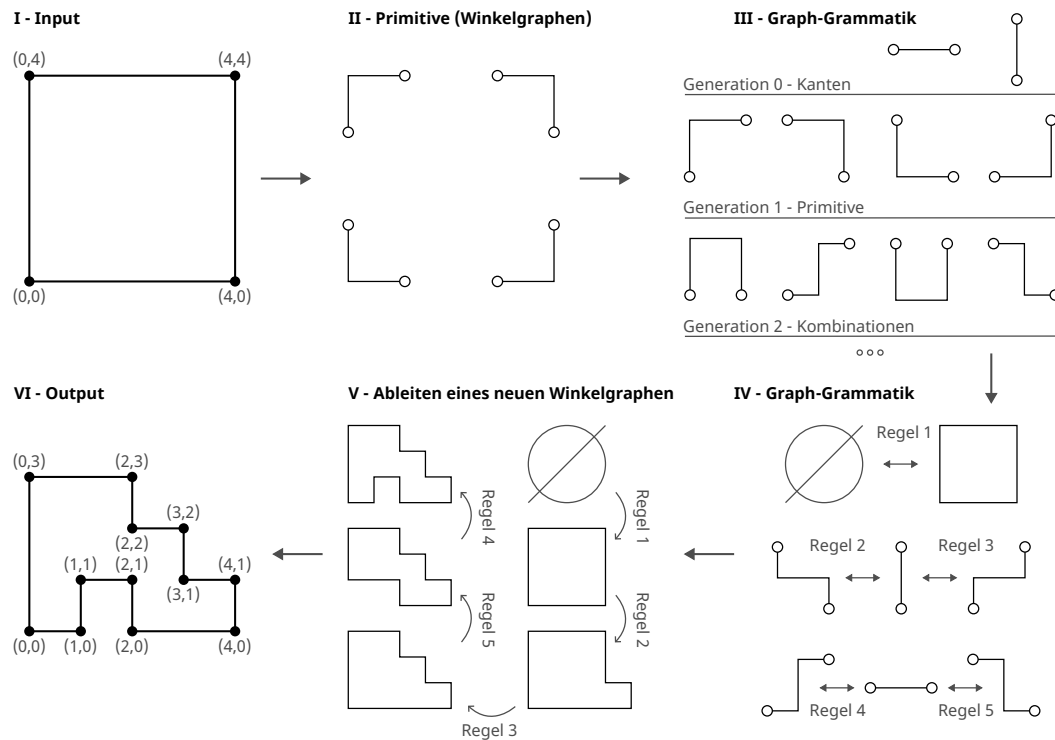 I - Input
(0,4)
(4,4)
(0,0)
(4,0)
II - Primitive (Winkelgraphen)
III - Graph-Grammatik
Generation 0 - Kanten
Generation 1 - Primitive
Generation 2 - Kombinationen
IV - Graph-Grammatik
Regel 1
Regel 2
Regel 3
Regel 4
Regel 5
V - Ableiten eines neuen Winkelgraphen
Regel 1
Regel 2
Regel 3
Regel 5
Regel 4
VI - Output
(0,3)
(2,3)
(3,2)
(2,2)
(1,1)
(2,1)
(4,1)
(3,1)
(0,0)
(1,0)
(2,0)
(4,0)